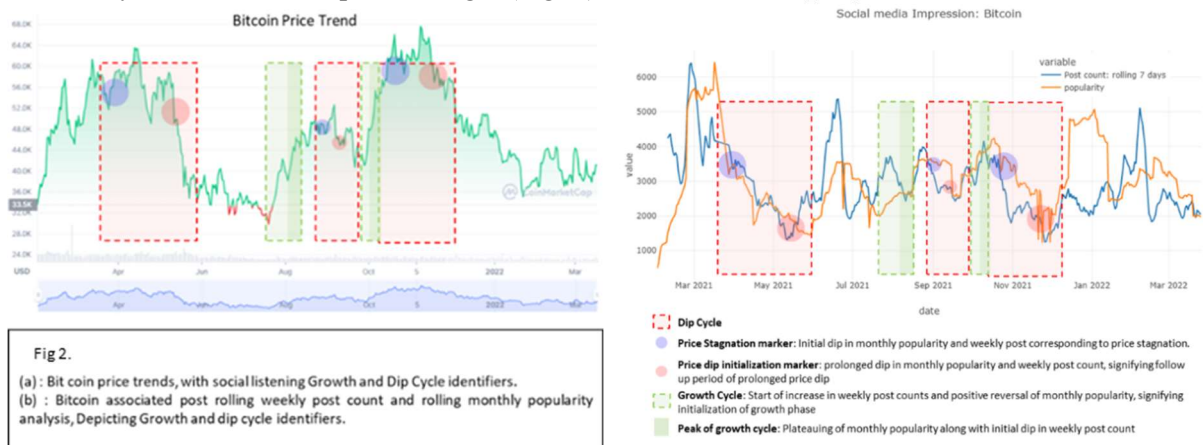 Bitcoin Price Trend
68.0K
64.0K
60.0K
56.0K
52.0K
48.0K
44.0K
40.0K
36.0K
33.5K
32.0K
28.0K
24.0K
USD
Apr
Jun
Aug
Oct
5
2022
Mar
CoinMarketCap
Apr
Jun
Aug
Oct
5
2022
Mar
Fig 2.
(a) : Bit coin price trends, with social listening Growth and Dip Cycle identifiers.
(b) : Bitcoin associated post rolling weekly post count and rolling monthly popularity
analysis, Depicting Growth and dip cycle identifiers.
Social media Impression: Bitcoin
variable
Post count: rolling 7 days
popularity
6000
5000
4000
3000
2000
1000
value
Mar 2021
May 2021
Jul 2021
Sep 2021
Nov 2021
Jan 2022
Mar 2022
date
Dip Cycle
Price Stagnation marker: Initial dip in monthly popularity and weekly post corresponding to price stagnation.
Price dip initialization marker: prolonged dip in monthly popularity and weekly post count, signifying follow
up period of prolonged price dip
Growth Cycle: Start of increase in weekly post counts and positive reversal of monthly popularity, signifying
initialization of growth phase
Peak of growth cycle: Plateauing of monthly popularity along with initial dip in weekly post count